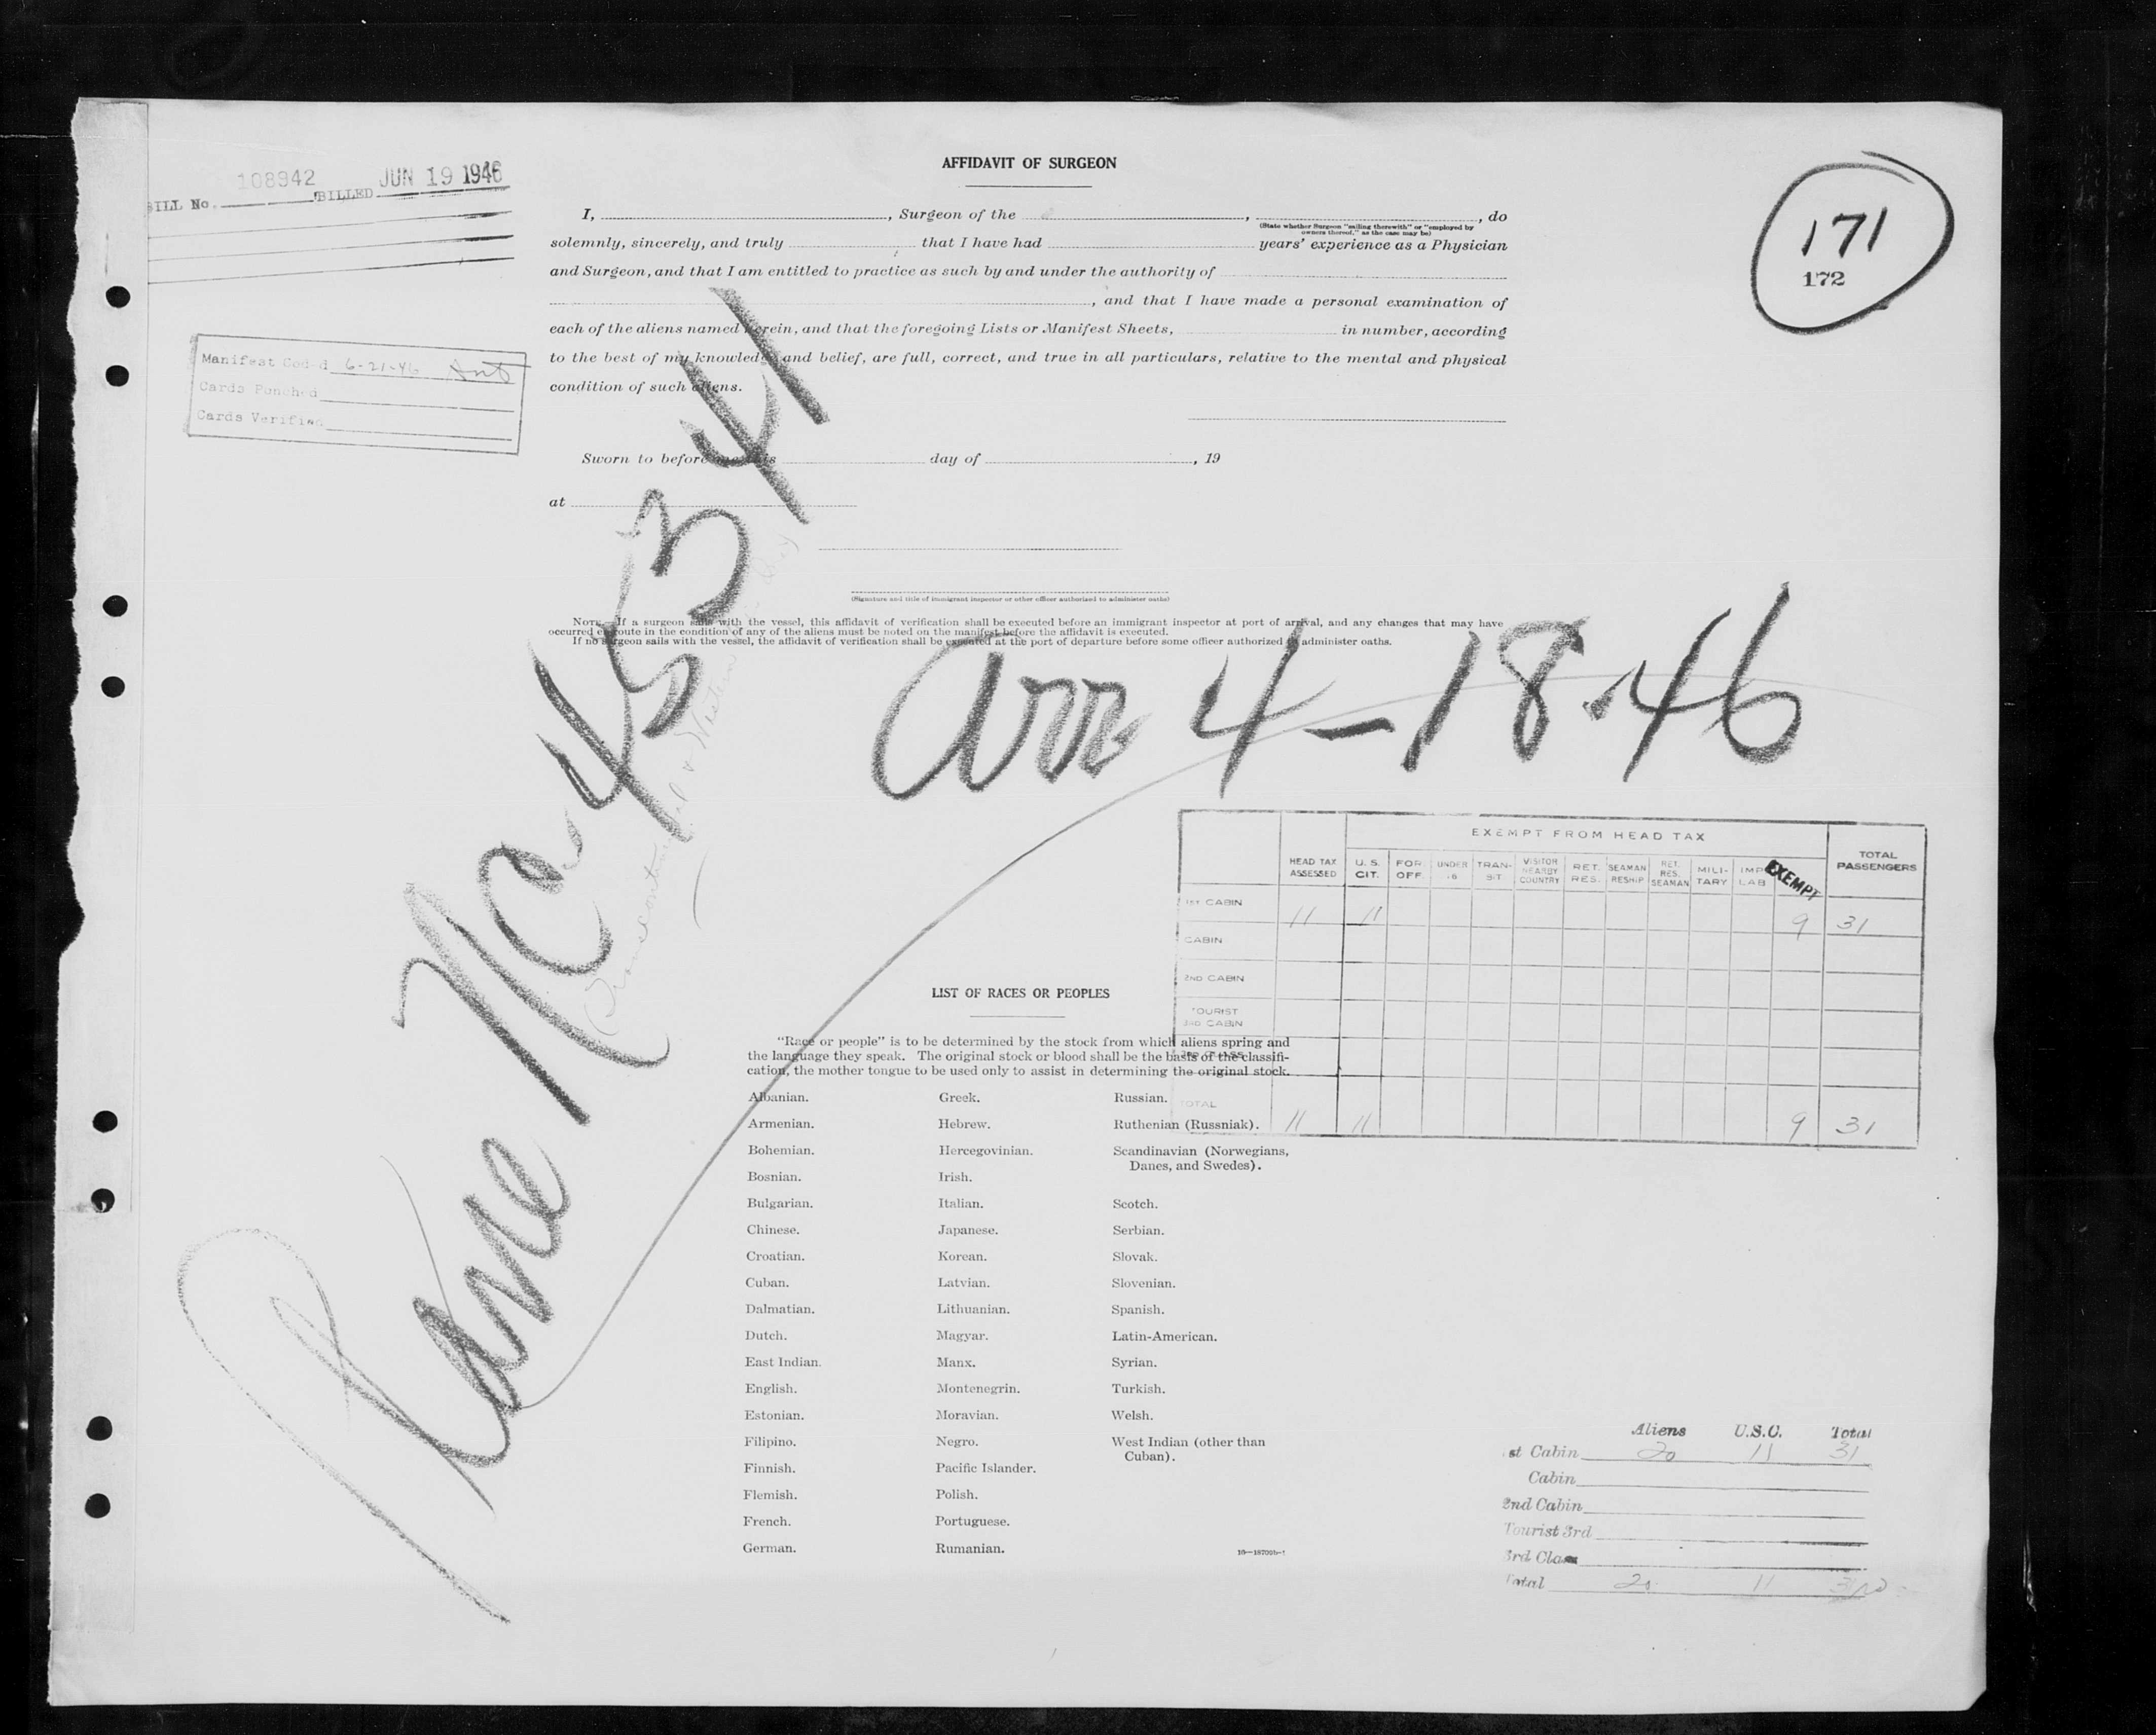 108942 JUN 19 1946
BILL No. BILLED
Manifest Coded 6-21-46
Cards Punched
Cards Verified
171
172
AFFIDAVIT OF SURGEON
I, , Surgeon of the , , do
(State whether Surgeon "sailing therewith" or "employed by
owners thereof," as the case may be)
solemnly, sincerely, and truly that I have had years' experience as a Physician
and Surgeon, and that I am entitled to practice as such by and under the authority of
, and that I have made a personal examination of
each of the aliens named herein, and that the foregoing Lists or Manifest Sheets, in number, according
to the best of my knowledge and belief, are full, correct, and true in all particulars, relative to the mental and physical
condition of such aliens.
Sworn to before me this day of , 19
at
(Signature and title of immigrant inspector or other officer authorized to administer oaths)
NOTE.—If a surgeon sails with the vessel, this affidavit of verification shall be executed before an immigrant inspector at port of arrival, and any changes that may have
occurred en route in the condition of any of the aliens must be noted on the manifest before the affidavit is executed.
If no surgeon sails with the vessel, the affidavit of verification shall be executed at the port of departure before some officer authorized to administer oaths.
Plane NC 45341
Arr 4-18-46
EXEMPT FROM HEAD TAX
HEAD TAX ASSESSED U.S. CIT. FOR. OFF. UNDER 16 TRAN-SIT VISITOR NEARBY COUNTRY RET. RES. SEAMAN RESHIP RET. RES. SEAMAN MILI-TARY IMP LAB EXEMPT TOTAL PASSENGERS
1ST CABIN 11 11 9 31
CABIN
2ND CABIN
TOURIST
3RD CABIN
TOTAL 11 11 9 31
LIST OF RACES OR PEOPLES
"Race or people" is to be determined by the stock from which aliens spring and
the language they speak. The original stock or blood shall be the basis of the classifi-
cation, the mother tongue to be used only to assist in determining the original stock.
Albanian. Greek. Russian.
Armenian. Hebrew. Ruthenian (Russniak).
Bohemian. Hercegovinian. Scandinavian (Norwegians,
Danes, and Swedes).
Bosnian. Irish.
Bulgarian. Italian. Scotch.
Chinese. Japanese. Serbian.
Croatian. Korean. Slovak.
Cuban. Latvian. Slovenian.
Dalmatian. Lithuanian. Spanish.
Dutch. Magyar. Latin-American.
East Indian. Manx. Syrian.
English. Montenegrin. Turkish.
Estonian. Moravian. Welsh.
Filipino. Negro. West Indian (other than
Cuban).
Finnish. Pacific Islander.
Flemish. Polish.
French. Portuguese.
German. Rumanian.
Aliens U.S.C. Total
1st Cabin 20 11 31
Cabin
2nd Cabin
Tourist 3rd
3rd Class
Total 20 11